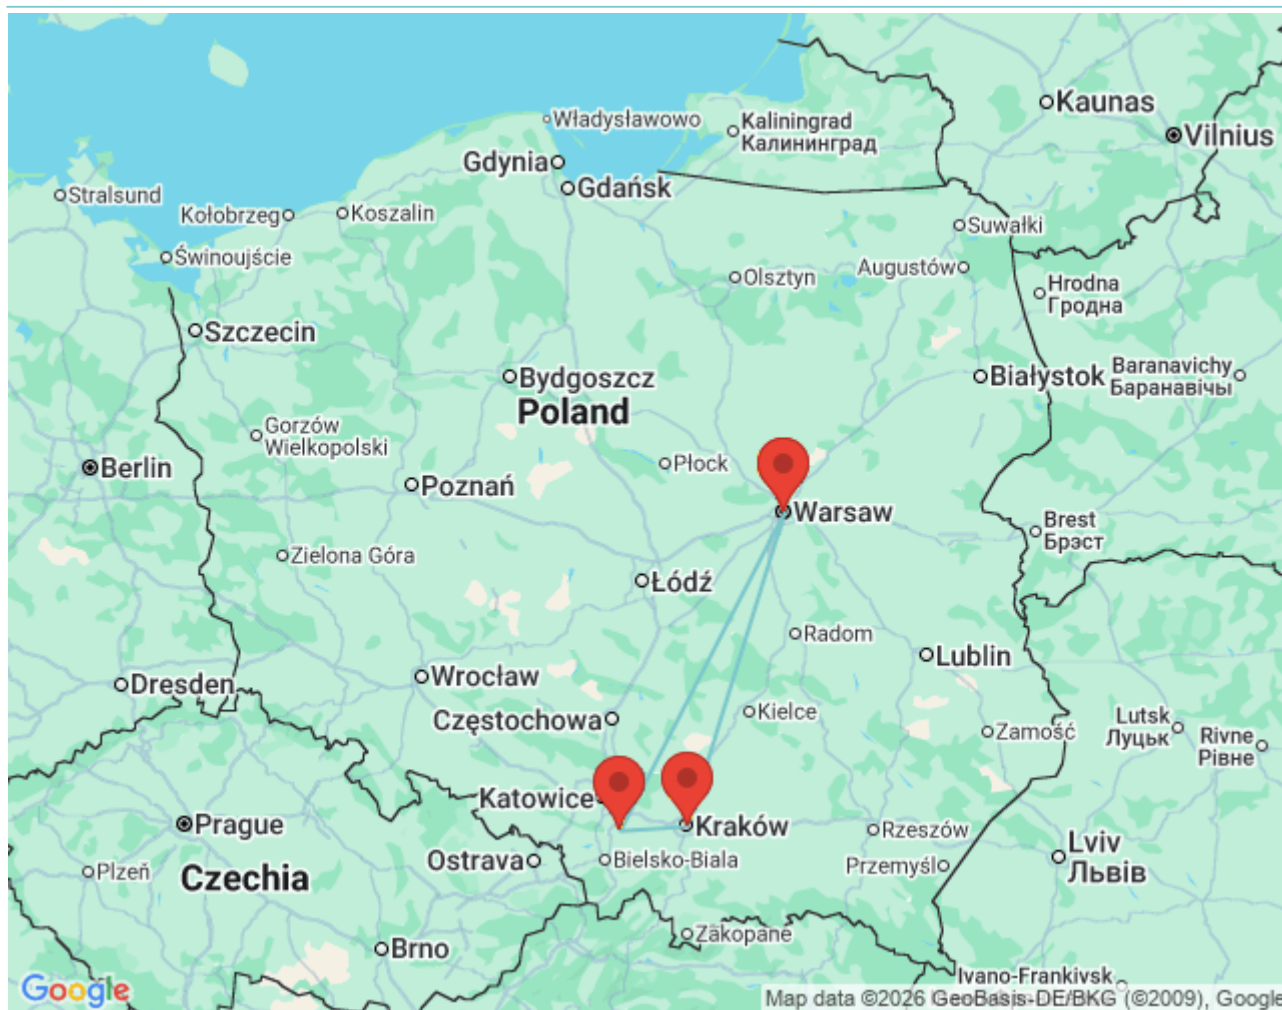 Władysławowo
Kaliningrad
Калининград
Kaunas
Vilnius
Gdynia
Gdańsk
Stralsund
Kołobrzeg
Koszalin
Suwałki
Świnoujście
Olsztyn
Augustów
Hrodna
Гродна
Szczecin
Bydgoszcz
Białystok
Baranavichy
Баранавічы
Poland
Gorzów
Wielkopolski
Berlin
Płock
Poznań
Warsaw
Brest
Брэст
Zielona Góra
Łódź
Radom
Lublin
Wrocław
Dresden
Częstochowa
Kielce
Zamość
Lutsk
Луцьк
Rivne
Рівне
Katowice
Kraków
Rzeszów
Prague
Ostrava
Bielsko-Biala
Przemyśl
Lviv
Львів
Plzeň
Czechia
Zakopane
Brno
Ivano-Frankivsk
Google
Map data ©2026 GeoBasis-DE/BKG (©2009), Google